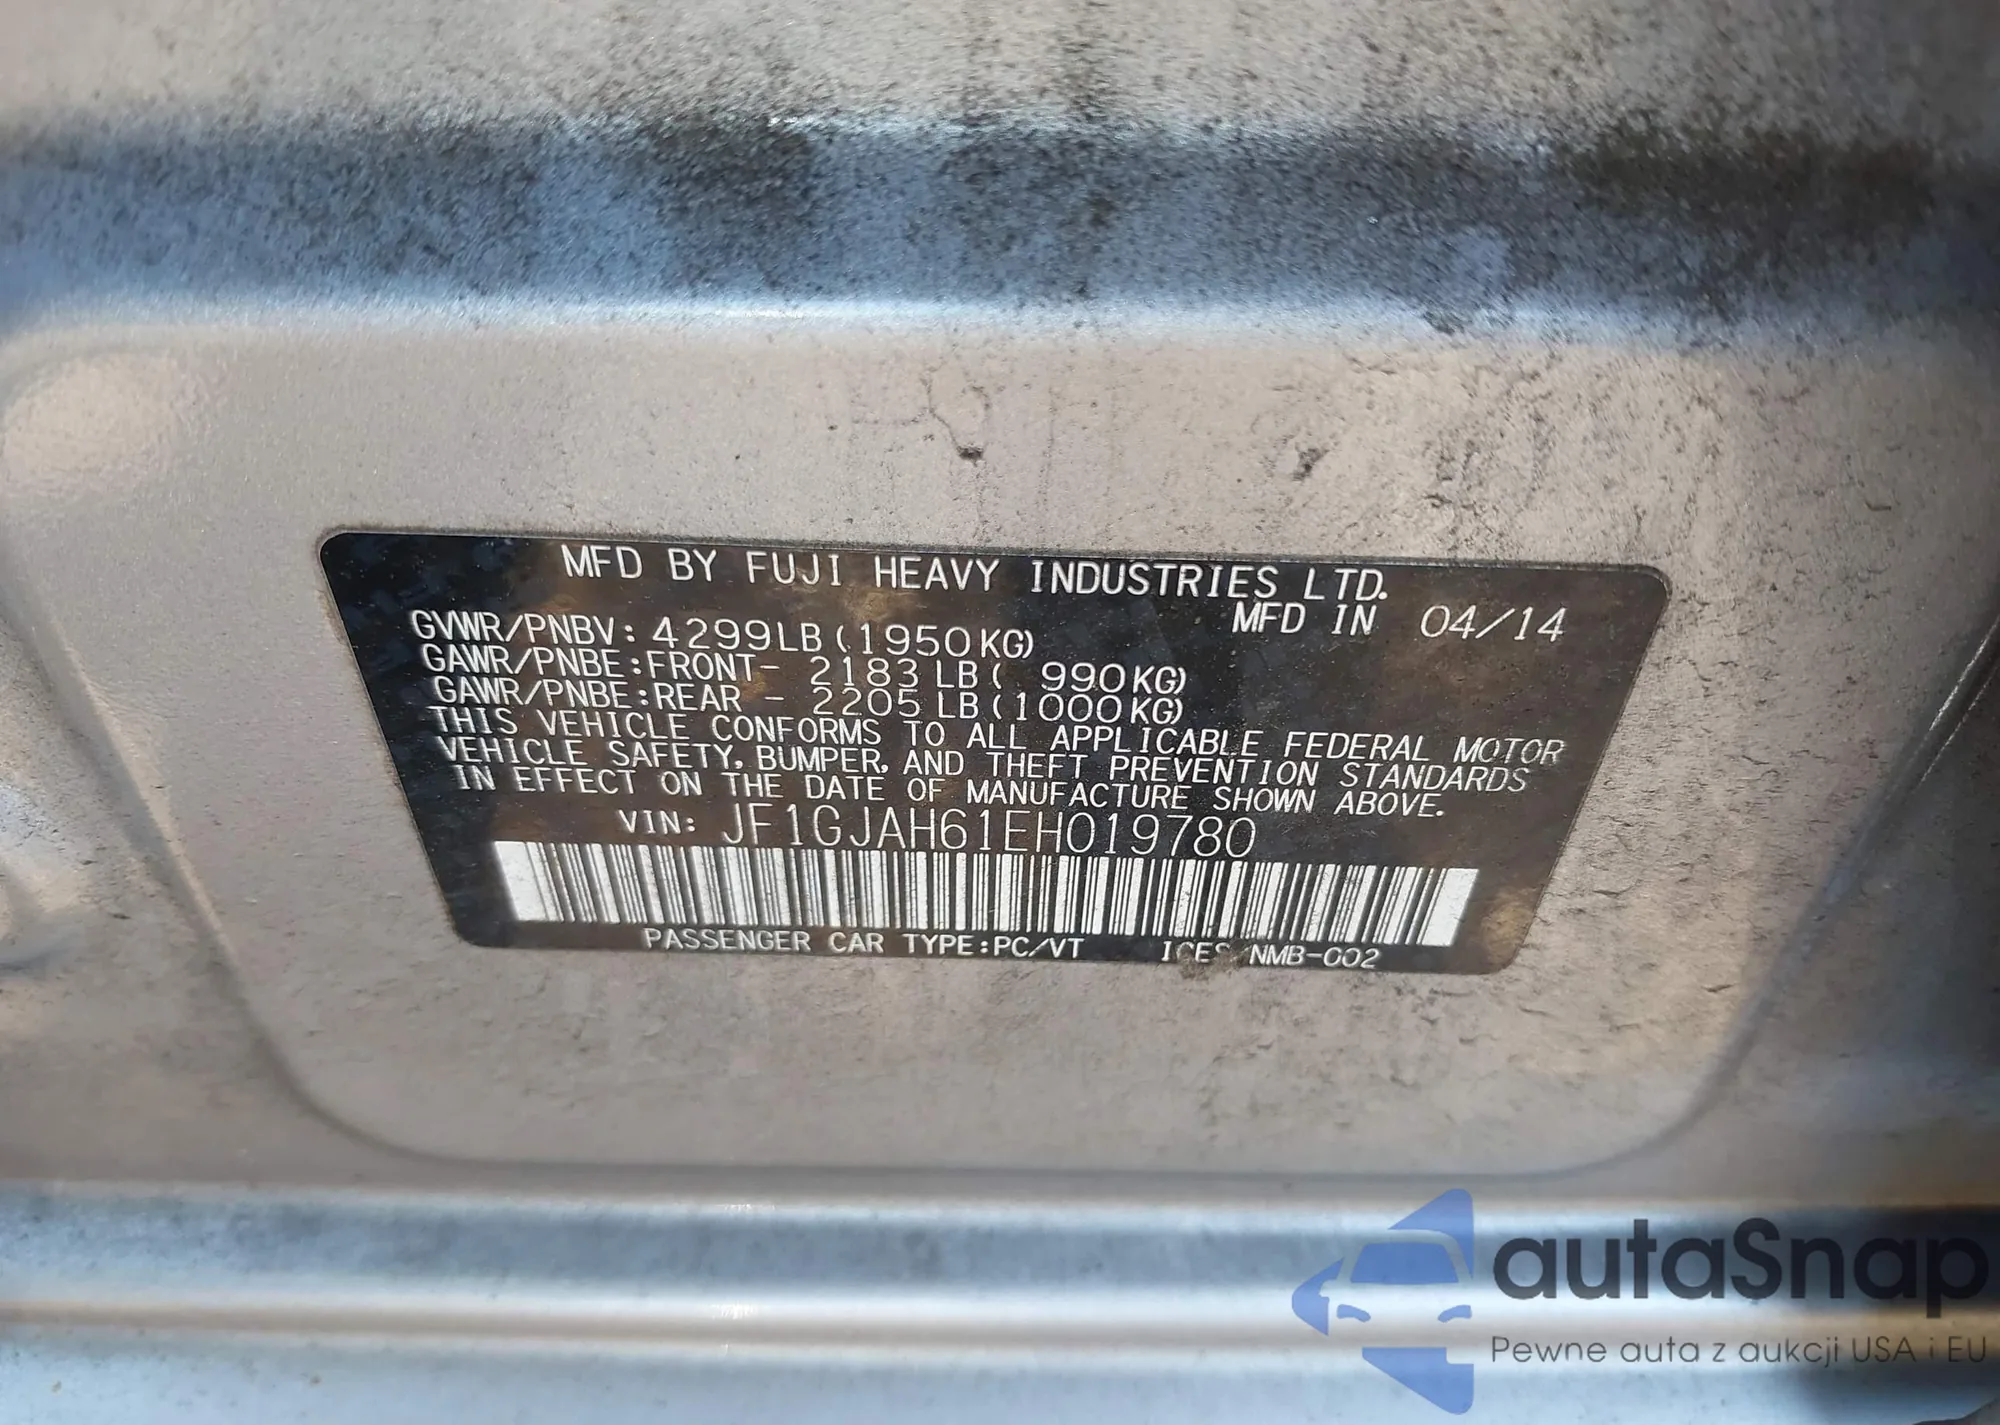 MFD BY FUJI HEAVY INDUSTRIES LTD.
MFD IN 04/14
GVWR/PNBV: 4299LB (1950KG)
GAWR/PNBE:FRONT- 2183 LB ( 990KG)
GAWR/PNBE:REAR - 2205 LB (1000KG)
THIS VEHICLE CONFORMS TO ALL APPLICABLE FEDERAL MOTOR
VEHICLE SAFETY, BUMPER, AND THEFT PREVENTION STANDARDS
IN EFFECT ON THE DATE OF MANUFACTURE SHOWN ABOVE.
VIN: JF1GJAH61EH019780
PASSENGER CAR TYPE:PC/VT ICES/NMB-002
autaSnap
Pewne auta z aukcji USA i EU